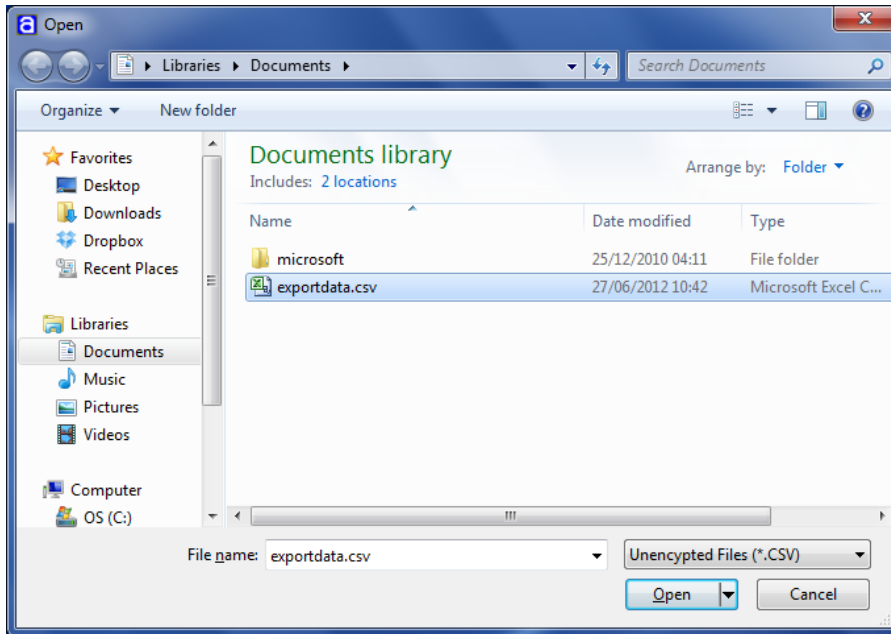 a Open
Libraries Documents
Search Documents
Organize New folder
Favorites
Desktop
Downloads
Dropbox
Recent Places
Libraries
Documents
Music
Pictures
Videos
Computer
OS (C:)
Documents library
Includes: 2 locations
Arrange by: Folder
Name Date modified Type
microsoft 25/12/2010 04:11 File folder
exportdata.csv 27/06/2012 10:42 Microsoft Excel C...
File name: exportdata.csv Unencypted Files (*.CSV)
Open Cancel